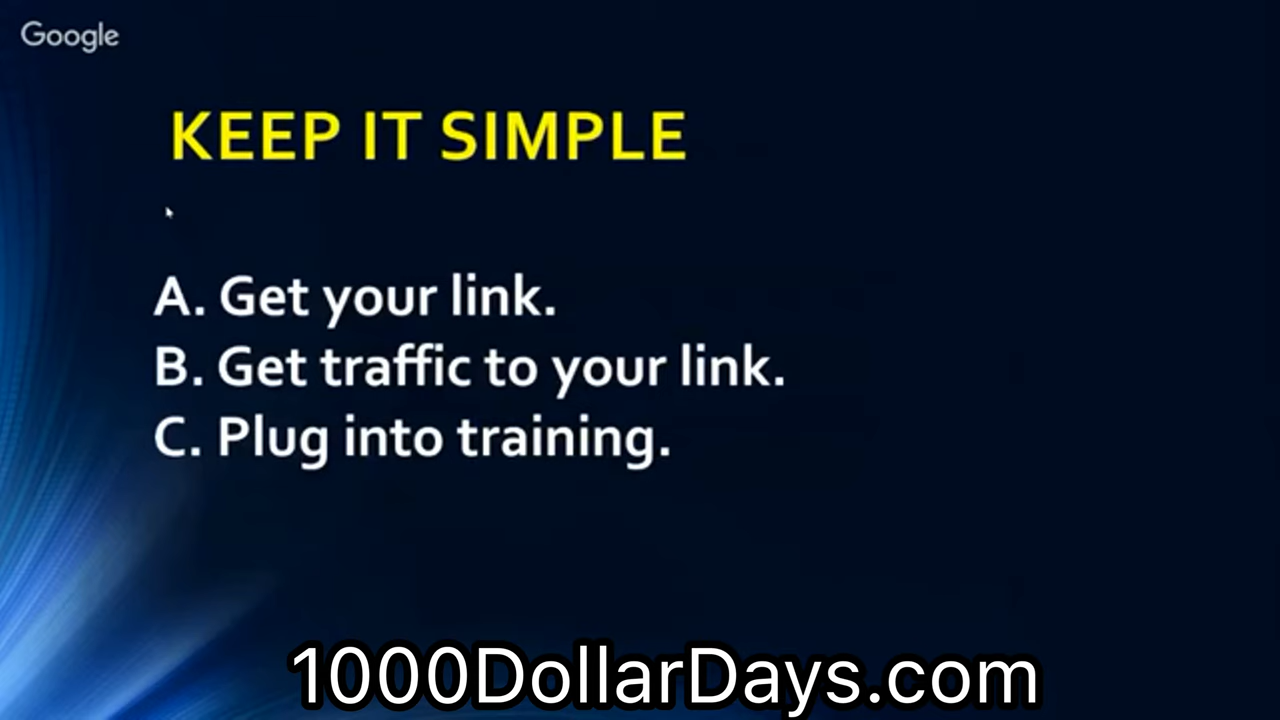 Google
KEEP IT SIMPLE
A. Get your link.
B. Get traffic to your link.
C. Plug into training.
1000DollarDays.com